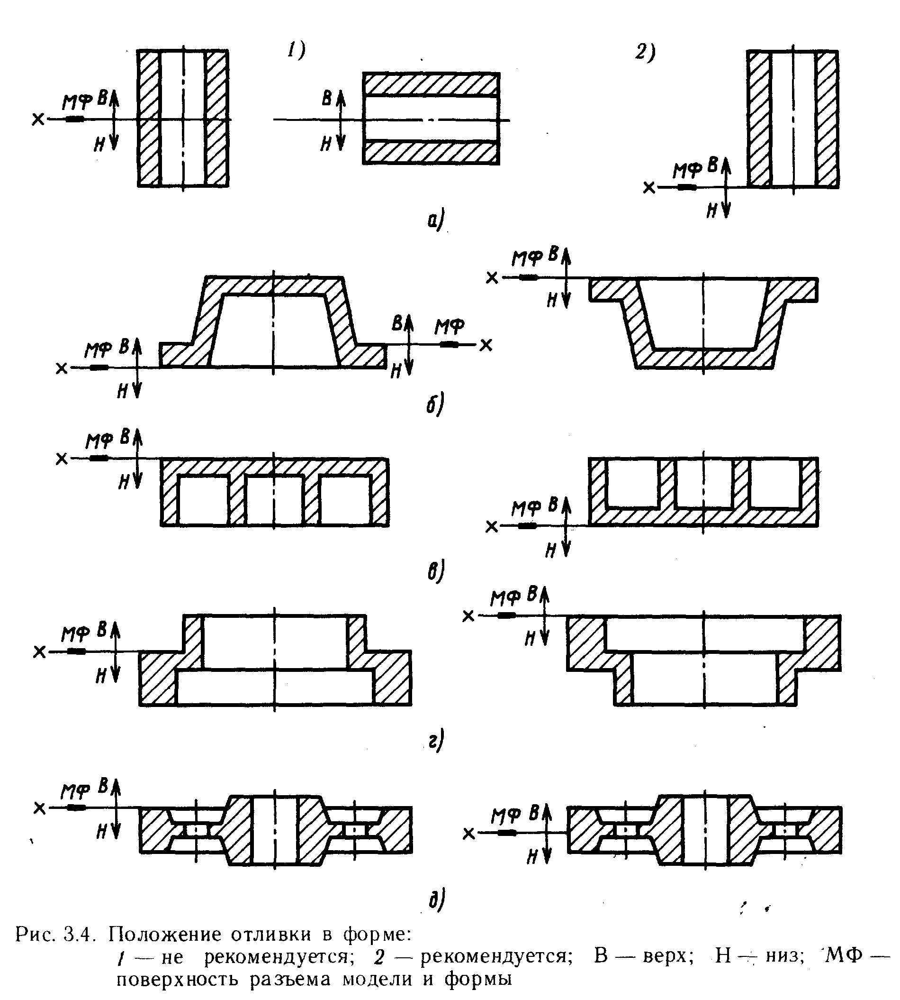 1)
2)
МФ В
× Н
В
Н
МФ В
× Н
а)
МФ В
× Н
В МФ
Н ×
МФ В
× Н
б)
МФ В
× Н
МФ В
× Н
в)
МФ В
× Н
МФ В
× Н
г)
МФ В
× Н
МФ В
× Н
д)
Рис. 3.4. Положение отливки в форме:
1 — не рекомендуется; 2 — рекомендуется; В — верх; Н — низ; МФ —
поверхность разъема модели и формы